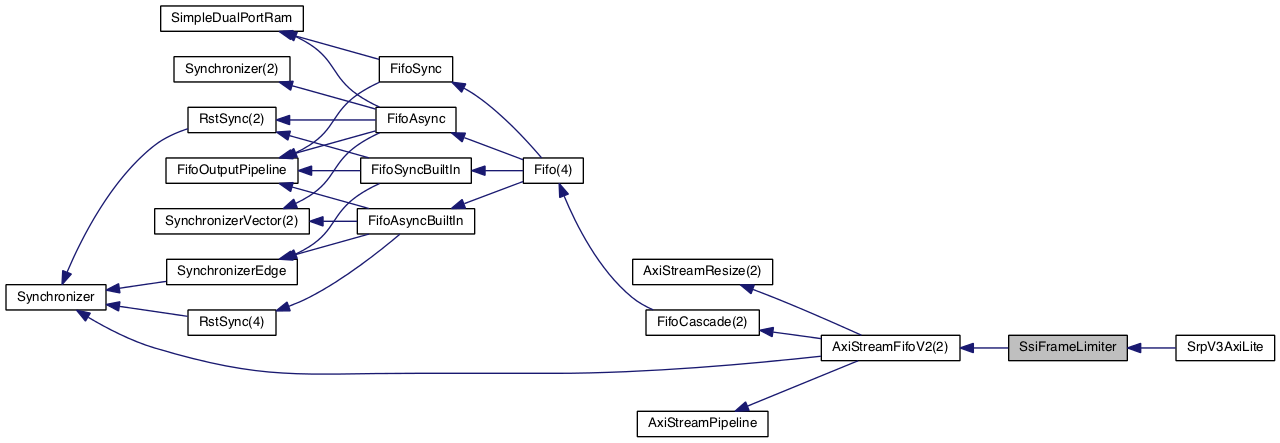 SimpleDualPortRam
Synchronizer(2)
FifoSync
RstSync(2)
FifoAsync
FifoOutputPipeline
FifoSyncBuiltIn
Fifo(4)
SynchronizerVector(2)
FifoAsyncBuiltIn
SynchronizerEdge
AxiStreamResize(2)
Synchronizer
RstSync(4)
FifoCascade(2)
AxiStreamFifoV2(2)
SsiFrameLimiter
SrpV3AxiLite
AxiStreamPipeline